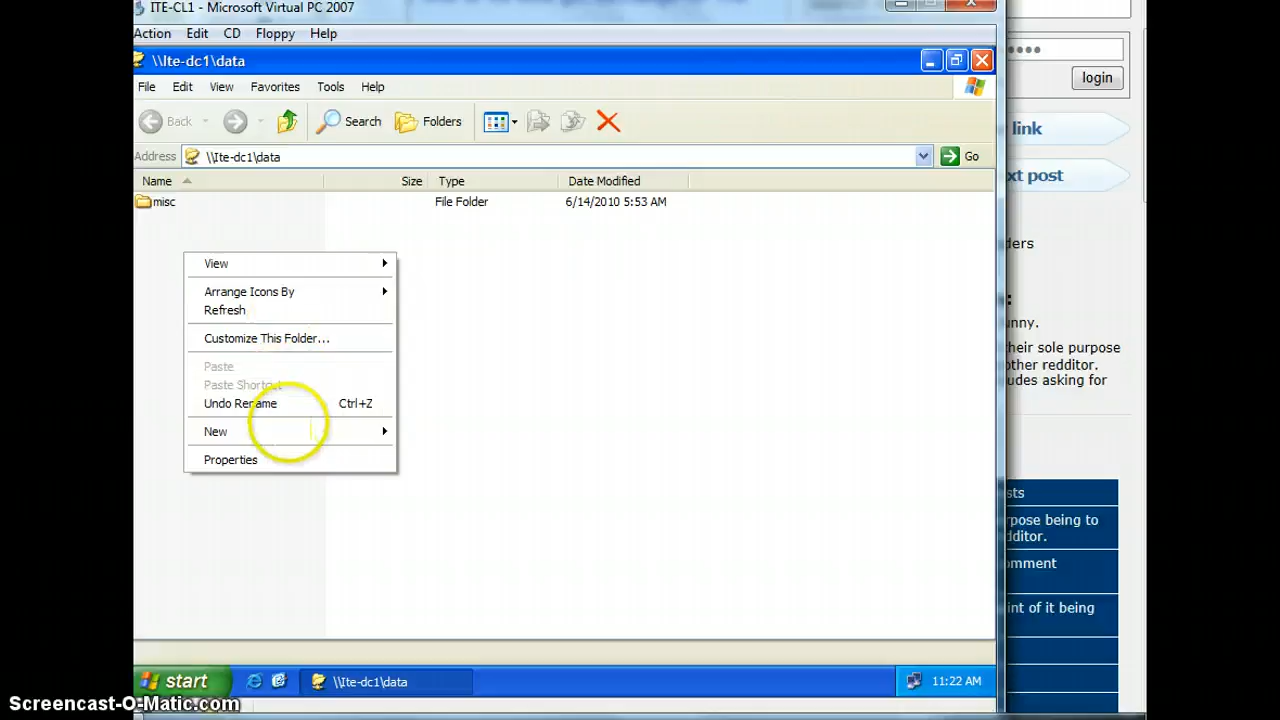 ITE-CL1 - Microsoft Virtual PC 2007
Action Edit CD Floppy Help
\\Ite-dc1\data
File Edit View Favorites Tools Help
Back Search Folders
Address \\Ite-dc1\data Go
Name Size Type Date Modified
misc File Folder 6/14/2010 5:53 AM
View
Arrange Icons By
Refresh
Customize This Folder...
Paste
Paste Shortcut
Undo Rename Ctrl+Z
New
Properties
start \\Ite-dc1\data 11:22 AM
login
link
xt post
ders
:
unny.
heir sole purpose
other redditor.
udes asking for
sts
rpose being to
dditor.
omment
int of it being
Screencast-O-Matic.com